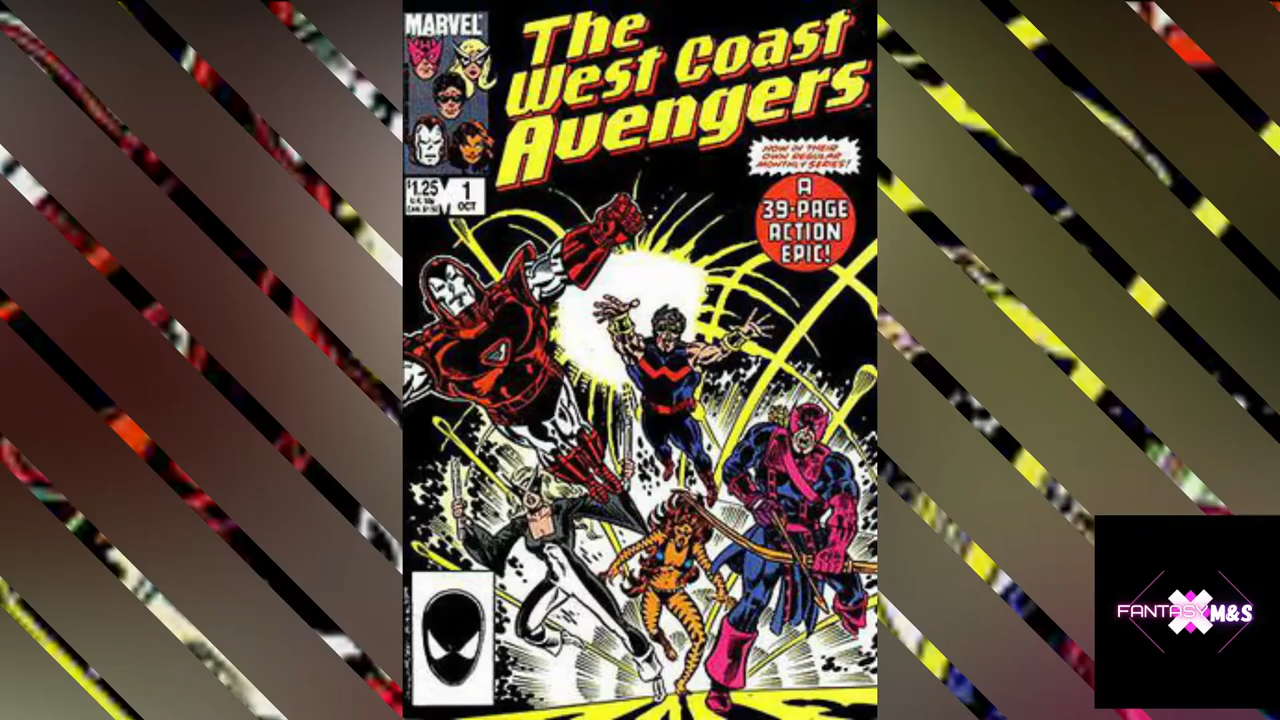 MARVEL
The
West Coast
Avengers
NOW IN THEIR
OWN REGULAR
MONTHLY SERIES!
$1.25
1
OCT
A
39-PAGE
ACTION
EPIC!
FANTASY M&S